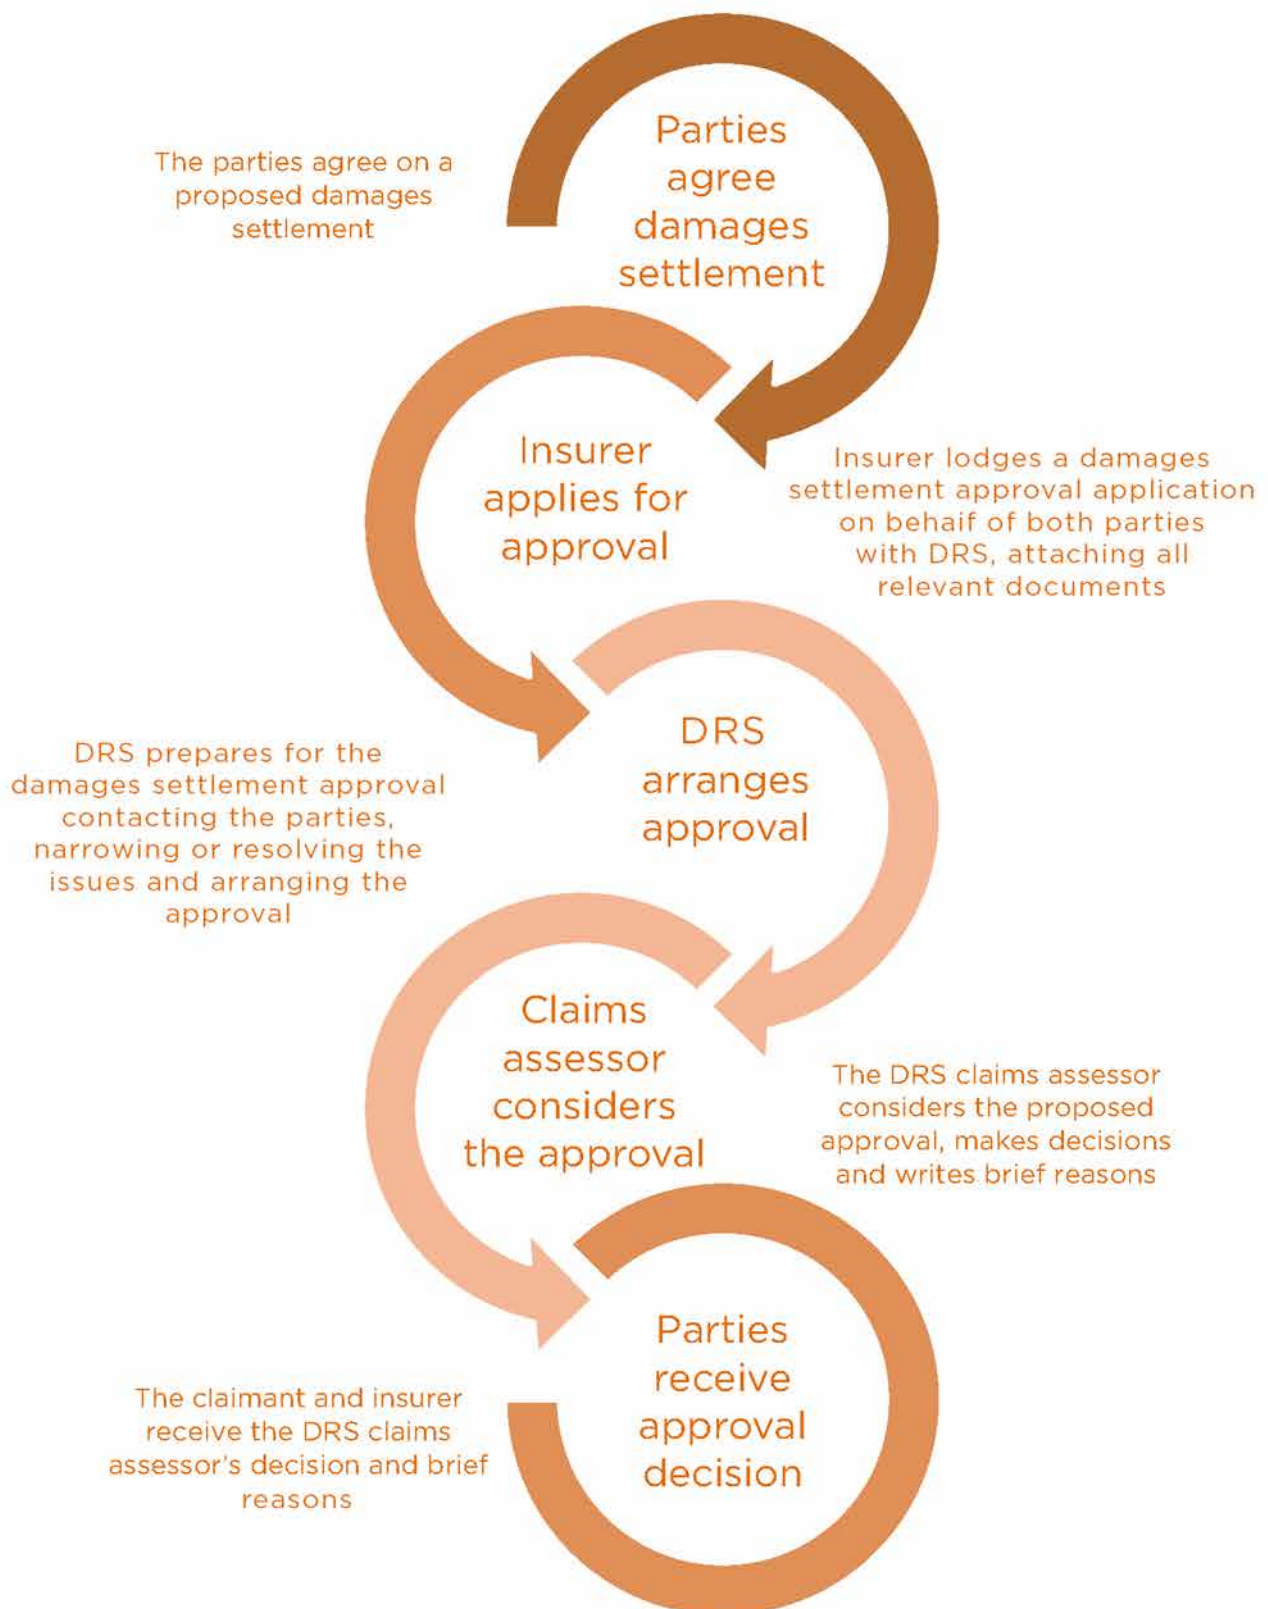 The parties agree on a
proposed damages
settlement
Parties
agree
damages
settlement
Insurer
applies for
approval
Insurer lodges a damages
settlement approval application
on behaif of both parties
with DRS, attaching all
relevant documents
DRS prepares for the
damages settlement approval
contacting the parties,
narrowing or resolving the
issues and arranging the
approval
DRS
arranges
approval
Claims
assessor
considers
the approval
The DRS claims assessor
considers the proposed
approval, makes decisions
and writes brief reasons
The claimant and insurer
receive the DRS claims
assessor's decision and brief
reasons
Parties
receive
approval
decision